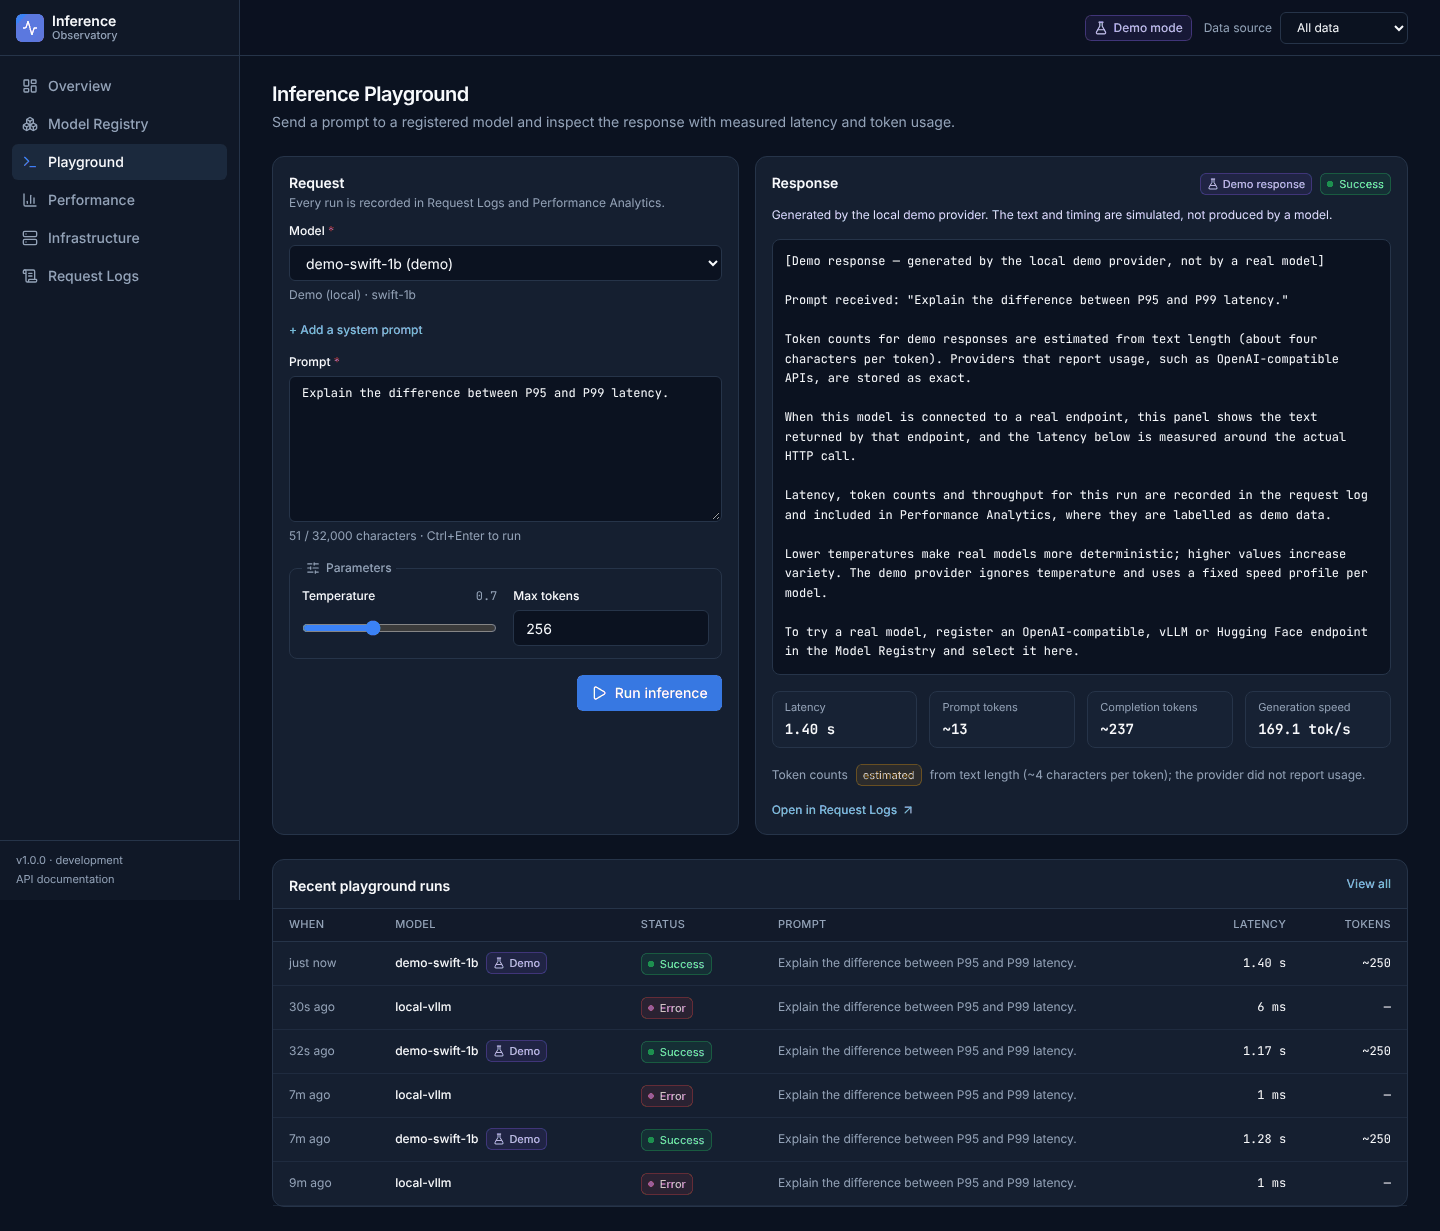 Inference
Observatory
Demo mode
Data source
All data
Overview
Model Registry
Playground
Performance
Infrastructure
Request Logs
v1.0.0 · development
API documentation
Inference Playground
Send a prompt to a registered model and inspect the response with measured latency and token usage.
Request
Every run is recorded in Request Logs and Performance Analytics.
Model *
demo-swift-1b (demo)
Demo (local) · swift-1b
+ Add a system prompt
Prompt *
Explain the difference between P95 and P99 latency.
51 / 32,000 characters · Ctrl+Enter to run
Parameters
Temperature 0.7 Max tokens
256
Run inference
Response
Demo response
Success
Generated by the local demo provider. The text and timing are simulated, not produced by a model.
[Demo response — generated by the local demo provider, not by a real model]
Prompt received: "Explain the difference between P95 and P99 latency."
Token counts for demo responses are estimated from text length (about four
characters per token). Providers that report usage, such as OpenAI-compatible
APIs, are stored as exact.
When this model is connected to a real endpoint, this panel shows the text
returned by that endpoint, and the latency below is measured around the actual
HTTP call.
Latency, token counts and throughput for this run are recorded in the request log
and included in Performance Analytics, where they are labelled as demo data.
Lower temperatures make real models more deterministic; higher values increase
variety. The demo provider ignores temperature and uses a fixed speed profile per
model.
To try a real model, register an OpenAI-compatible, vLLM or Hugging Face endpoint
in the Model Registry and select it here.
Latency
1.40 s
Prompt tokens
~13
Completion tokens
~237
Generation speed
169.1 tok/s
Token counts estimated from text length (~4 characters per token); the provider did not report usage.
Open in Request Logs
Recent playground runs
View all
WHEN MODEL STATUS PROMPT LATENCY TOKENS
just now demo-swift-1b Demo Success Explain the difference between P95 and P99 latency. 1.40 s ~250
30s ago local-vllm Error Explain the difference between P95 and P99 latency. 6 ms —
32s ago demo-swift-1b Demo Success Explain the difference between P95 and P99 latency. 1.17 s ~250
7m ago local-vllm Error Explain the difference between P95 and P99 latency. 1 ms —
7m ago demo-swift-1b Demo Success Explain the difference between P95 and P99 latency. 1.28 s ~250
9m ago local-vllm Error Explain the difference between P95 and P99 latency. 1 ms —